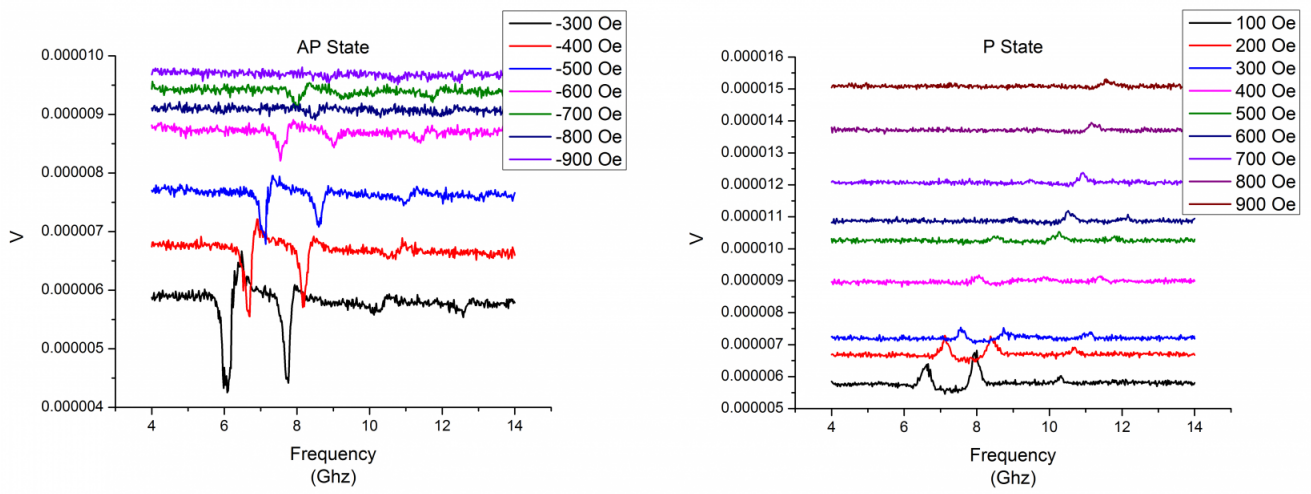 AP State
-300 Oe
-400 Oe
-500 Oe
-600 Oe
-700 Oe
-800 Oe
-900 Oe
0.000010
0.000009
0.000008
0.000007
0.000006
0.000005
0.000004
V
4 6 8 10 12 14
Frequency
(Ghz)
P State
100 Oe
200 Oe
300 Oe
400 Oe
500 Oe
600 Oe
700 Oe
800 Oe
900 Oe
0.000016
0.000015
0.000014
0.000013
0.000012
0.000011
0.000010
0.000009
0.000008
0.000007
0.000006
0.000005
V
4 6 8 10 12 14
Frequency
(Ghz)